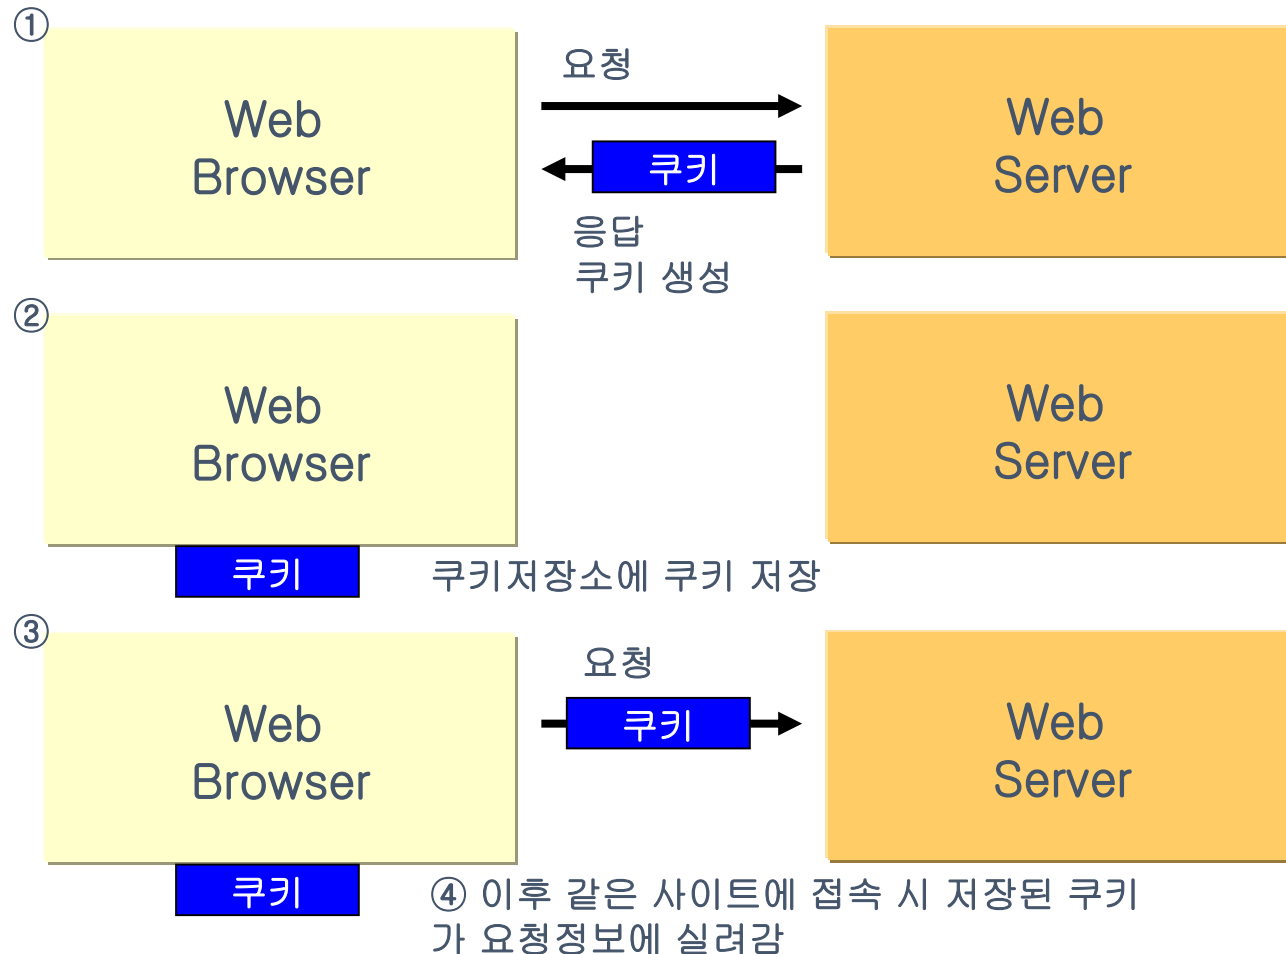 ①
Web
Browser
요청
쿠키
응답
쿠키 생성
Web
Server
②
Web
Browser
쿠키
쿠키저장소에 쿠키 저장
Web
Server
③
Web
Browser
쿠키
요청
쿠키
Web
Server
④ 이후 같은 사이트에 접속 시 저장된 쿠키
가 요청정보에 실려감